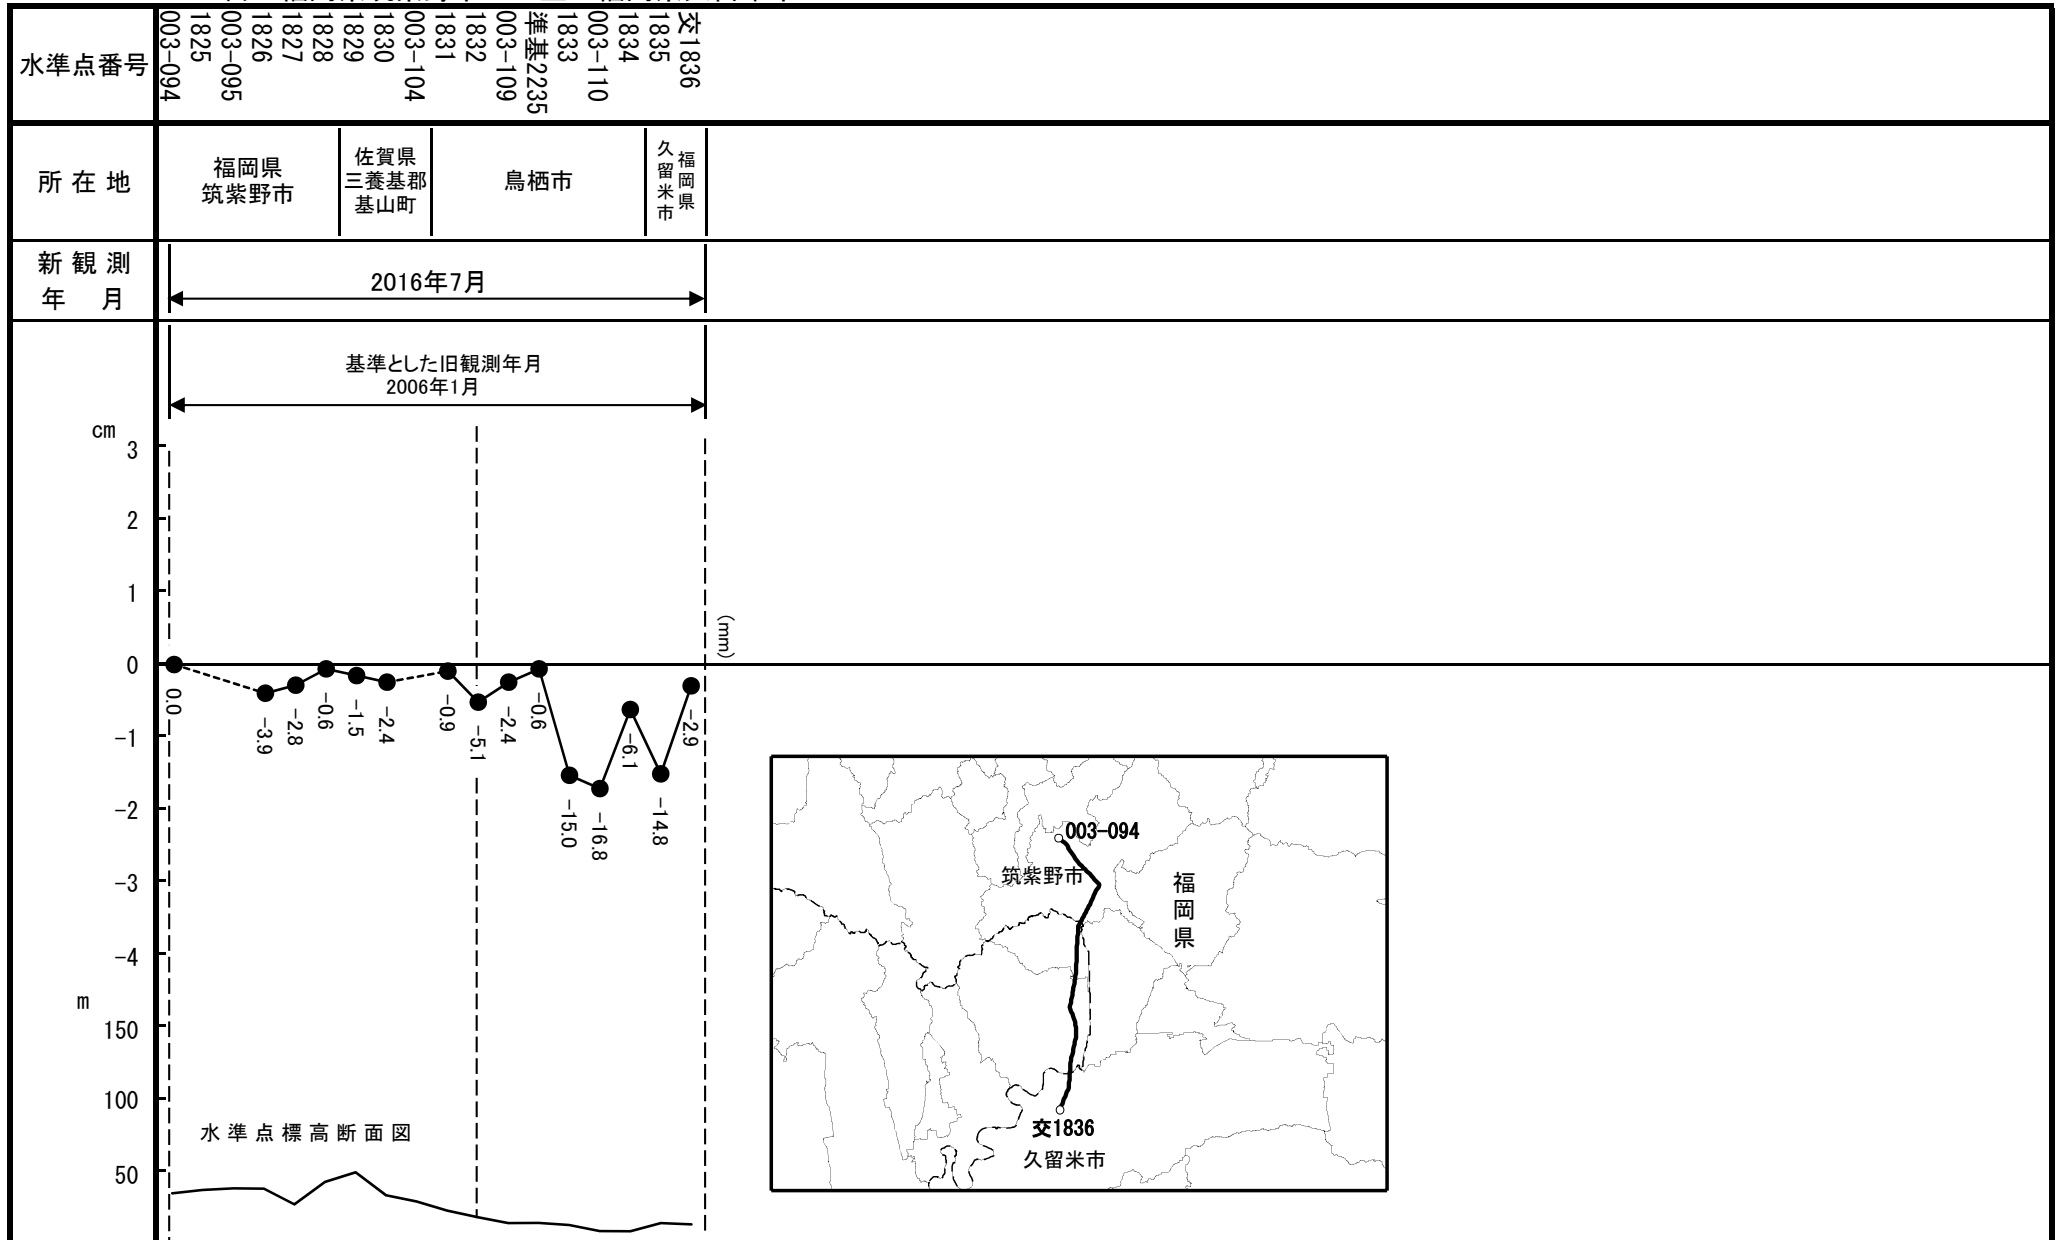 水準点番号
003-094
1825
003-095
1826
1827
1828
1829
1830
003-104
1831
1832
003-109
準基2235
1833
003-110
1834
1835
交1836
所 在 地
福岡県
筑紫野市
佐賀県
三養基郡
基山町
鳥栖市
福岡県
久留米市
新 観 測
年 月
2016年7月
基準とした旧観測年月
2006年1月
cm
3
2
1
0
-1
-2
-3
-4
(mm)
0.0
-3.9
-2.8
-0.6
-1.5
-2.4
-0.9
-5.1
-2.4
-0.6
-15.0
-16.8
-6.1
-14.8
-2.9
m
150
100
50
水 準 点 標 高 断 面 図
003-094
筑紫野市
福岡県
交1836
久留米市